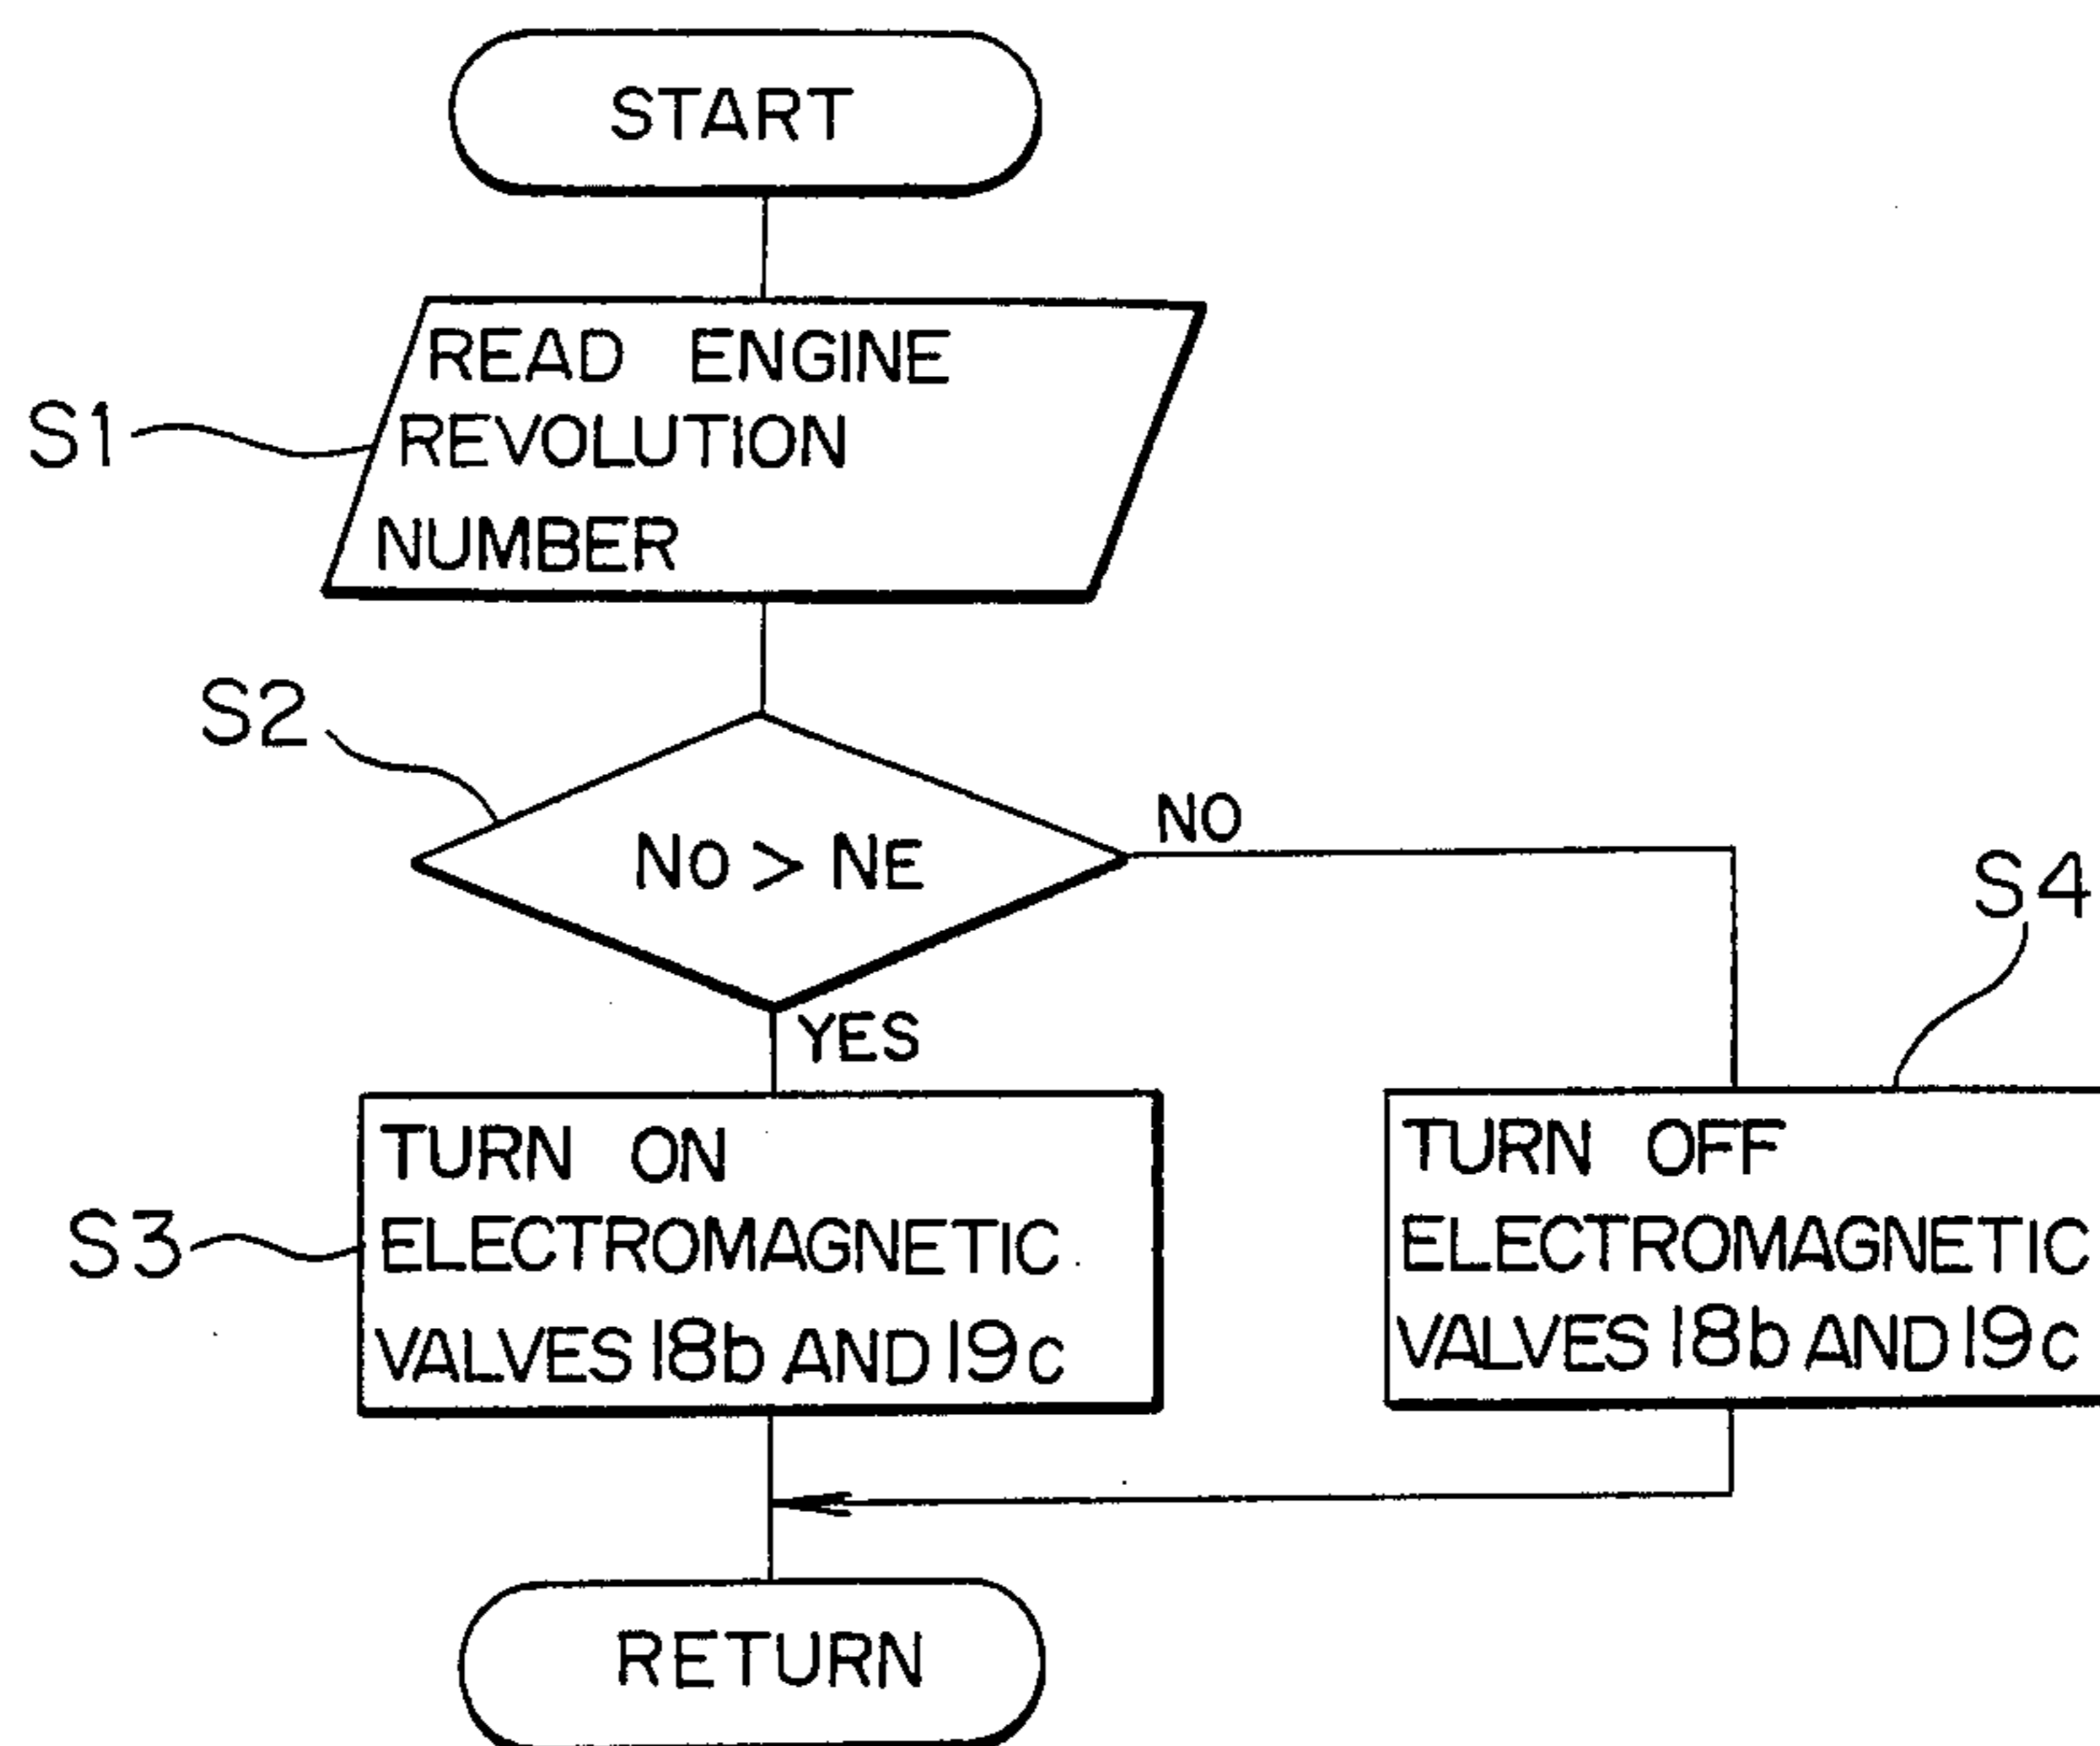 START
S1
READ ENGINE
REVOLUTION
NUMBER
S2
NO > NE
NO
YES
S4
S3
TURN ON
ELECTROMAGNETIC
VALVES 18b AND 19c
TURN OFF
ELECTROMAGNETIC
VALVES 18b AND 19c
RETURN